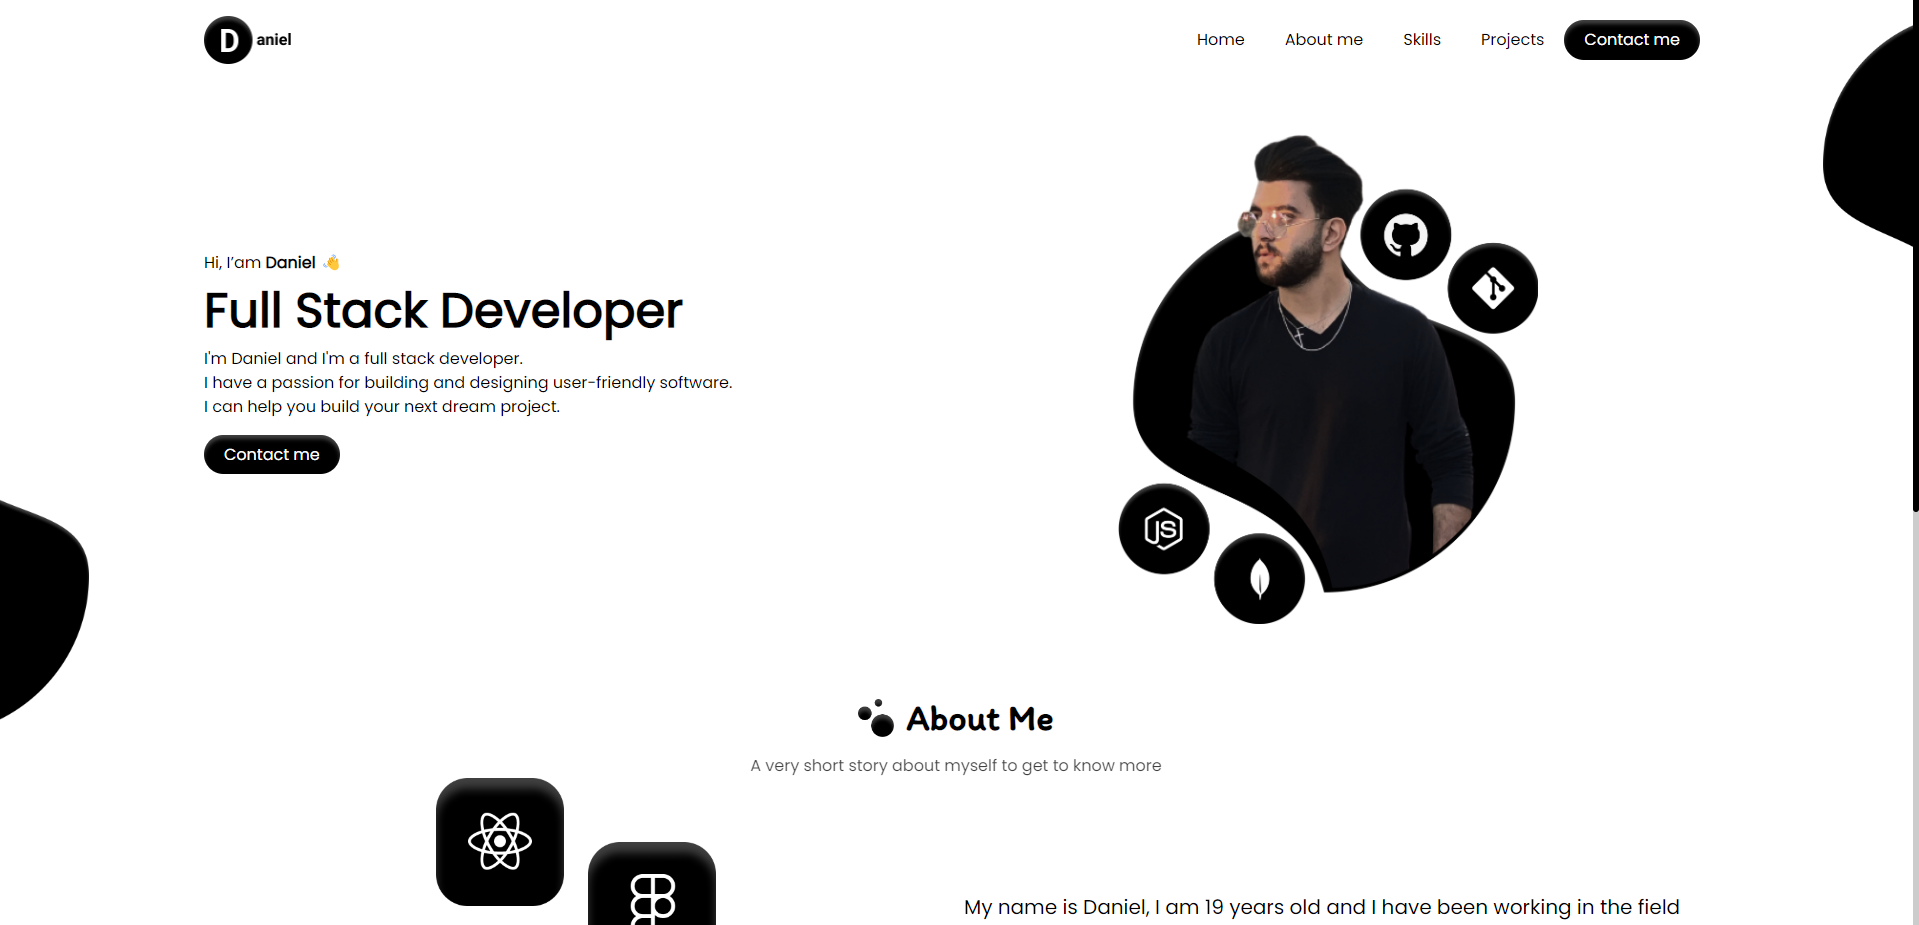 D aniel
Home About me Skills Projects Contact me
Hi, I’am Daniel 👋
Full Stack Developer
I'm Daniel and I'm a full stack developer.
I have a passion for building and designing user-friendly software.
I can help you build your next dream project.
Contact me
JS
About Me
A very short story about myself to get to know more
My name is Daniel, I am 19 years old and I have been working in the field